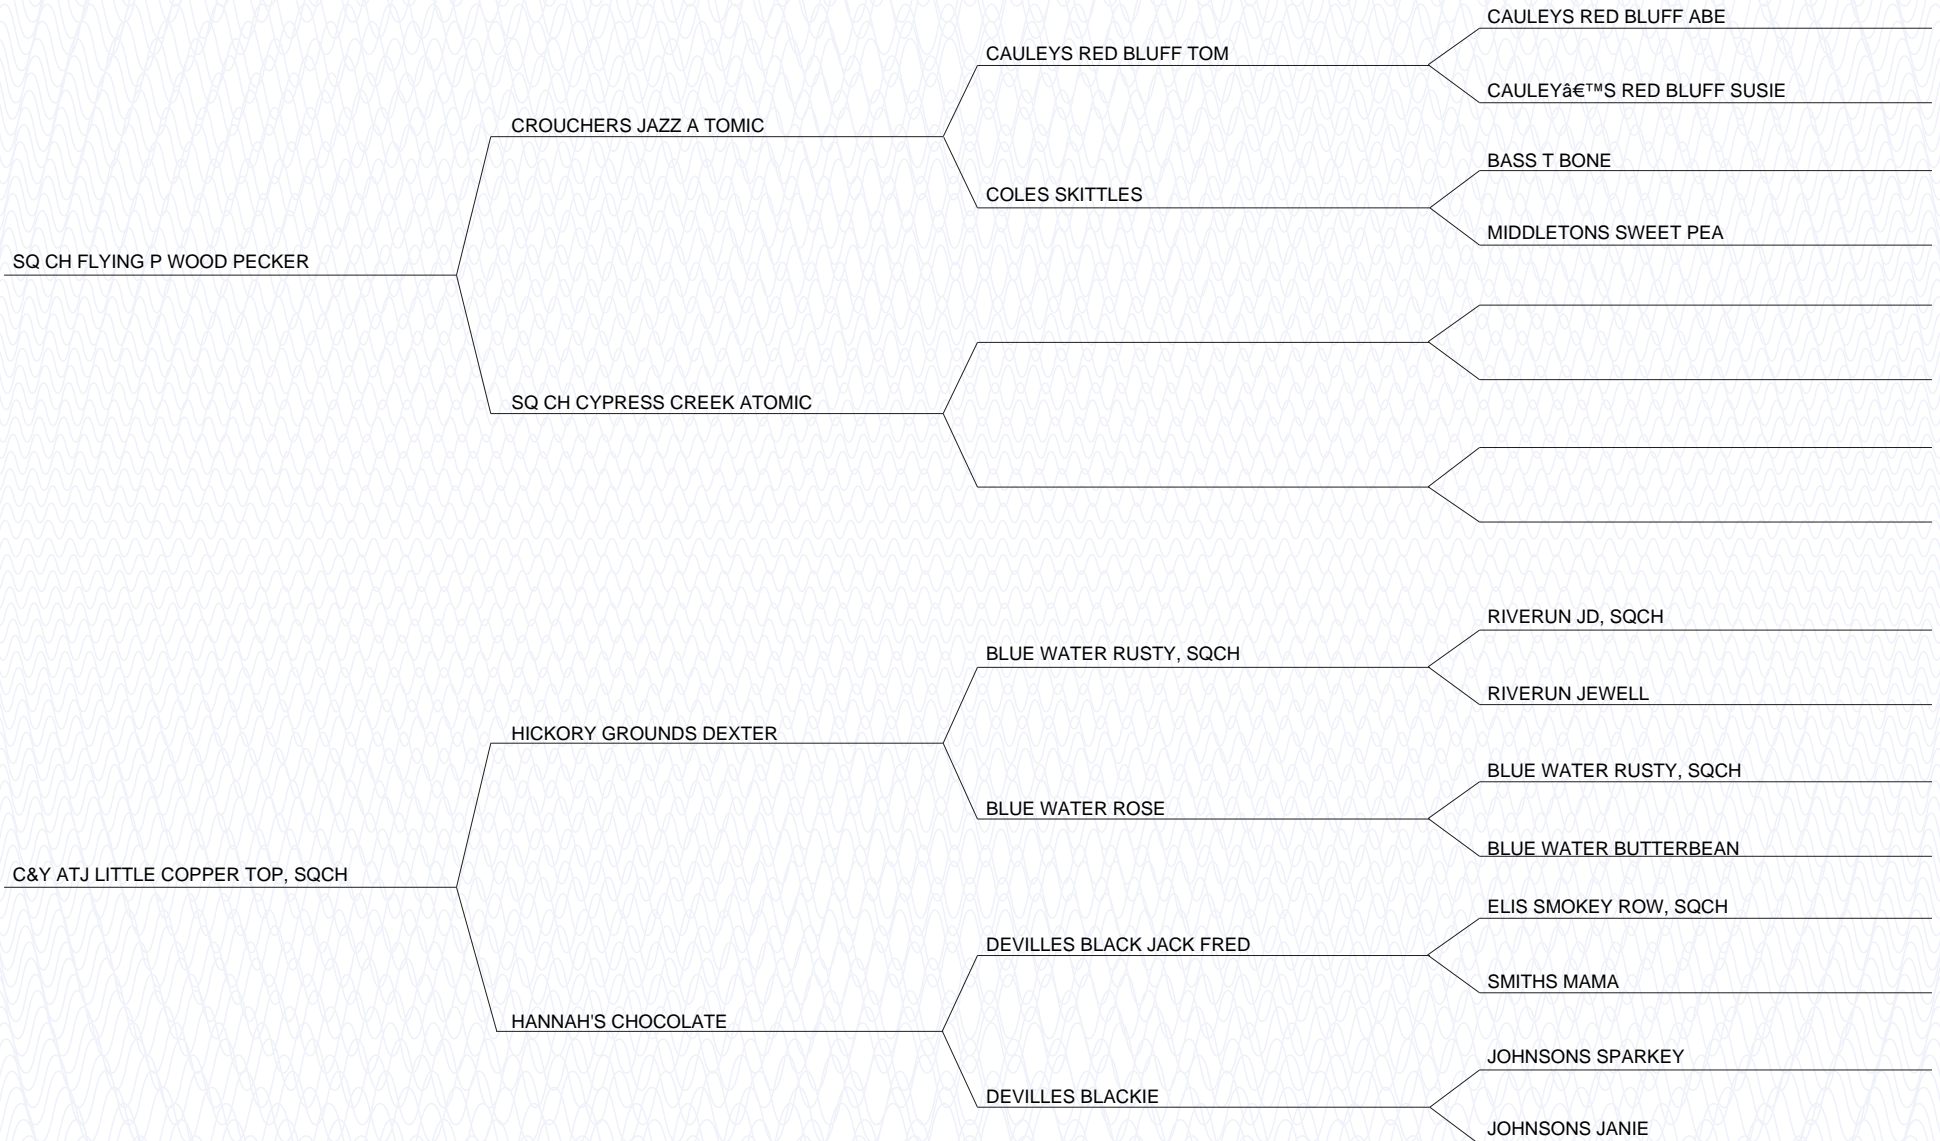 CAULEYS RED BLUFF ABE
CAULEYS RED BLUFF TOM
CAULEYâ€™S RED BLUFF SUSIE
CROUCHERS JAZZ A TOMIC
BASS T BONE
COLES SKITTLES
MIDDLETONS SWEET PEA
SQ CH FLYING P WOOD PECKER
SQ CH CYPRESS CREEK ATOMIC
RIVERUN JD, SQCH
BLUE WATER RUSTY, SQCH
RIVERUN JEWELL
HICKORY GROUNDS DEXTER
BLUE WATER RUSTY, SQCH
BLUE WATER ROSE
BLUE WATER BUTTERBEAN
C&Y ATJ LITTLE COPPER TOP, SQCH
ELIS SMOKEY ROW, SQCH
DEVILLES BLACK JACK FRED
SMITHS MAMA
HANNAH'S CHOCOLATE
JOHNSONS SPARKEY
DEVILLES BLACKIE
JOHNSONS JANIE